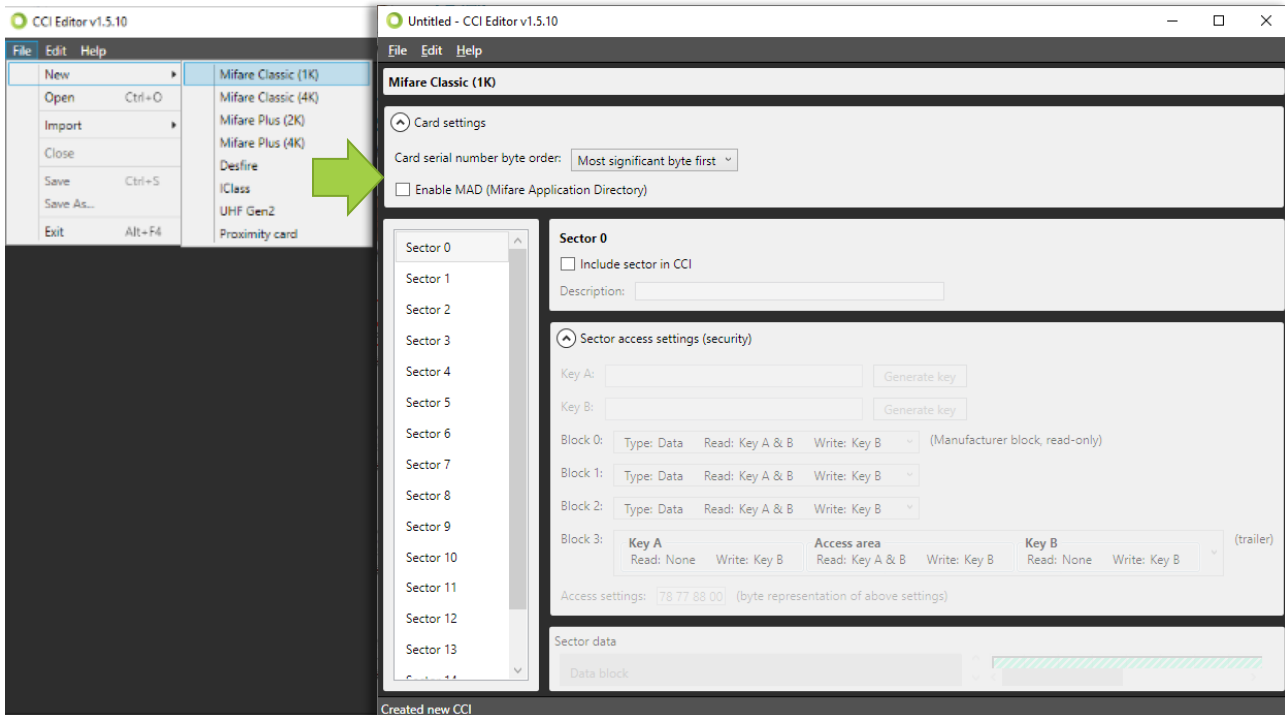 CCI Editor v1.5.10
File Edit Help
New
Open Ctrl+O
Import
Close
Save Ctrl+S
Save As...
Exit Alt+F4
Mifare Classic (1K)
Mifare Classic (4K)
Mifare Plus (2K)
Mifare Plus (4K)
Desfire
IClass
UHF Gen2
Proximity card
Untitled - CCI Editor v1.5.10
File Edit Help
Mifare Classic (1K)
Card settings
Card serial number byte order: Most significant byte first
Enable MAD (Mifare Application Directory)
Sector 0
Sector 1
Sector 2
Sector 3
Sector 4
Sector 5
Sector 6
Sector 7
Sector 8
Sector 9
Sector 10
Sector 11
Sector 12
Sector 13
Sector 0
Include sector in CCI
Description:
Sector access settings (security)
Key A: Generate key
Key B: Generate key
Block 0: Type: Data Read: Key A & B Write: Key B (Manufacturer block, read-only)
Block 1: Type: Data Read: Key A & B Write: Key B
Block 2: Type: Data Read: Key A & B Write: Key B
Block 3: Key A Access area Key B (trailer)
Read: None Write: Key B Read: Key A & B Write: Key B Read: None Write: Key B
Access settings: 78 77 88 00 (byte representation of above settings)
Sector data
Data block
Created new CCI